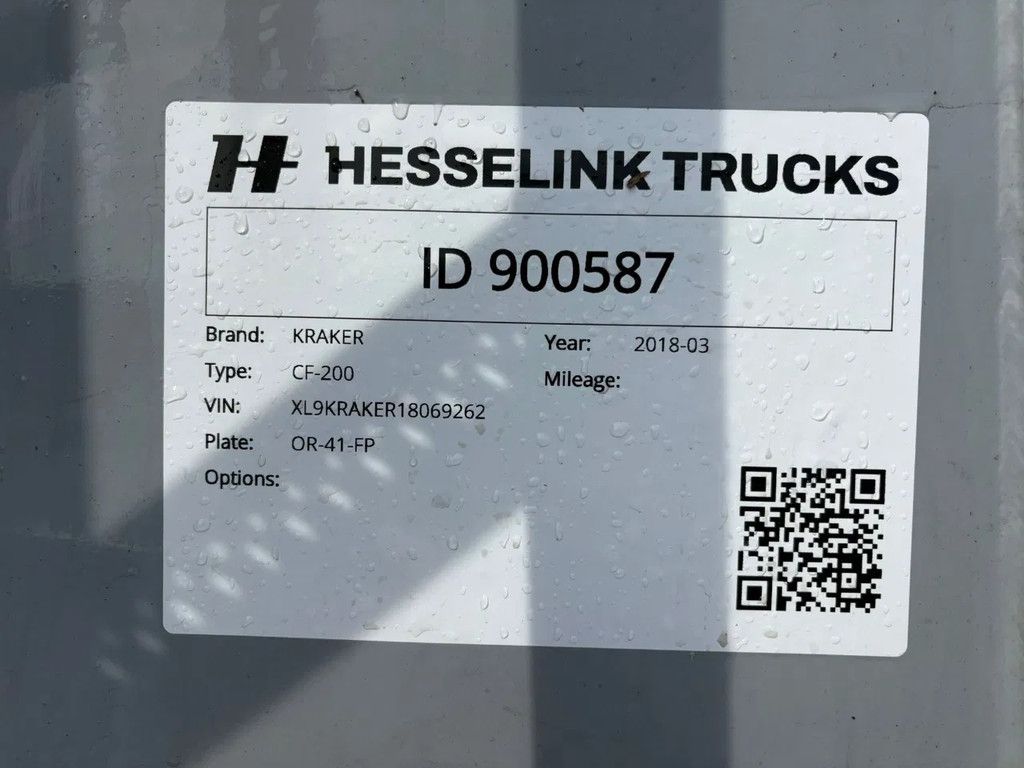 H HESSELINK TRUCKS
ID 900587
Brand: KRAKER Year: 2018-03
Type: CF-200 Mileage:
VIN: XL9KRAKER18069262
Plate: OR-41-FP
Options: